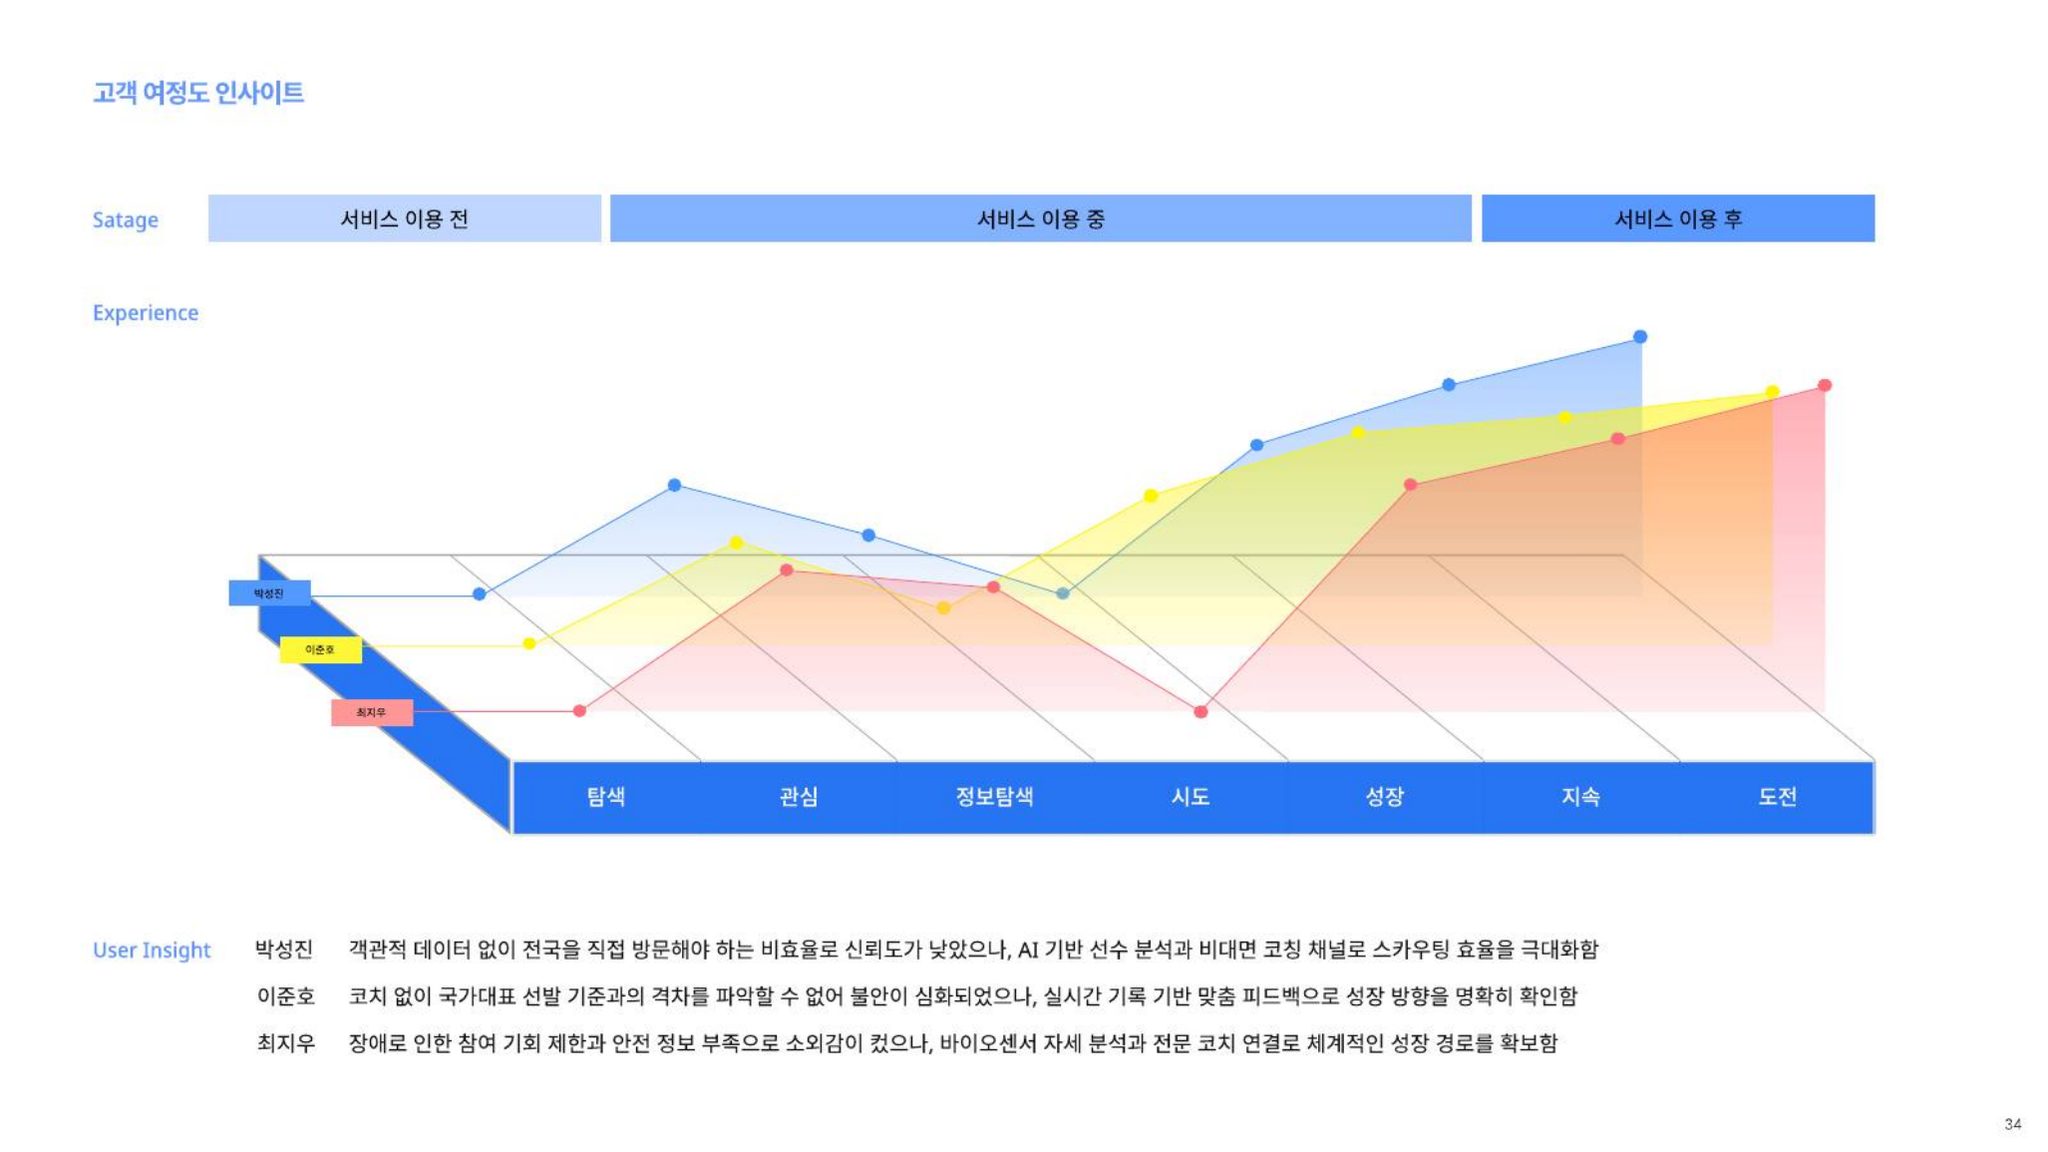 고객 여정도 인사이트
Satage
서비스 이용 전
서비스 이용 중
서비스 이용 후
Experience
박성진
이준호
최지우
탐색
관심
정보탐색
시도
성장
지속
도전
User Insight
박성진 객관적 데이터 없이 전국을 직접 방문해야 하는 비효율로 신뢰도가 낮았으나, AI 기반 선수 분석과 비대면 코칭 채널로 스카우팅 효율을 극대화함
이준호 코치 없이 국가대표 선발 기준과의 격차를 파악할 수 없어 불안이 심화되었으나, 실시간 기록 기반 맞춤 피드백으로 성장 방향을 명확히 확인함
최지우 장애로 인한 참여 기회 제한과 안전 정보 부족으로 소외감이 컸으나, 바이오센서 자세 분석과 전문 코치 연결로 체계적인 성장 경로를 확보함
34